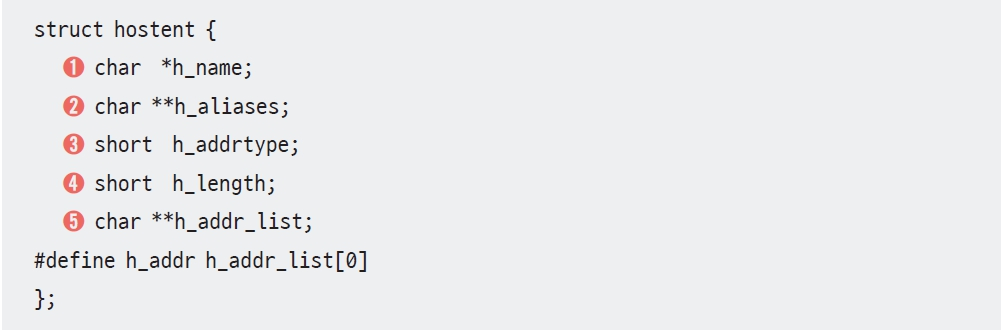 struct hostent {
❶ char *h_name;
❷ char **h_aliases;
❸ short h_addrtype;
❹ short h_length;
❺ char **h_addr_list;
#define h_addr h_addr_list[0]
};